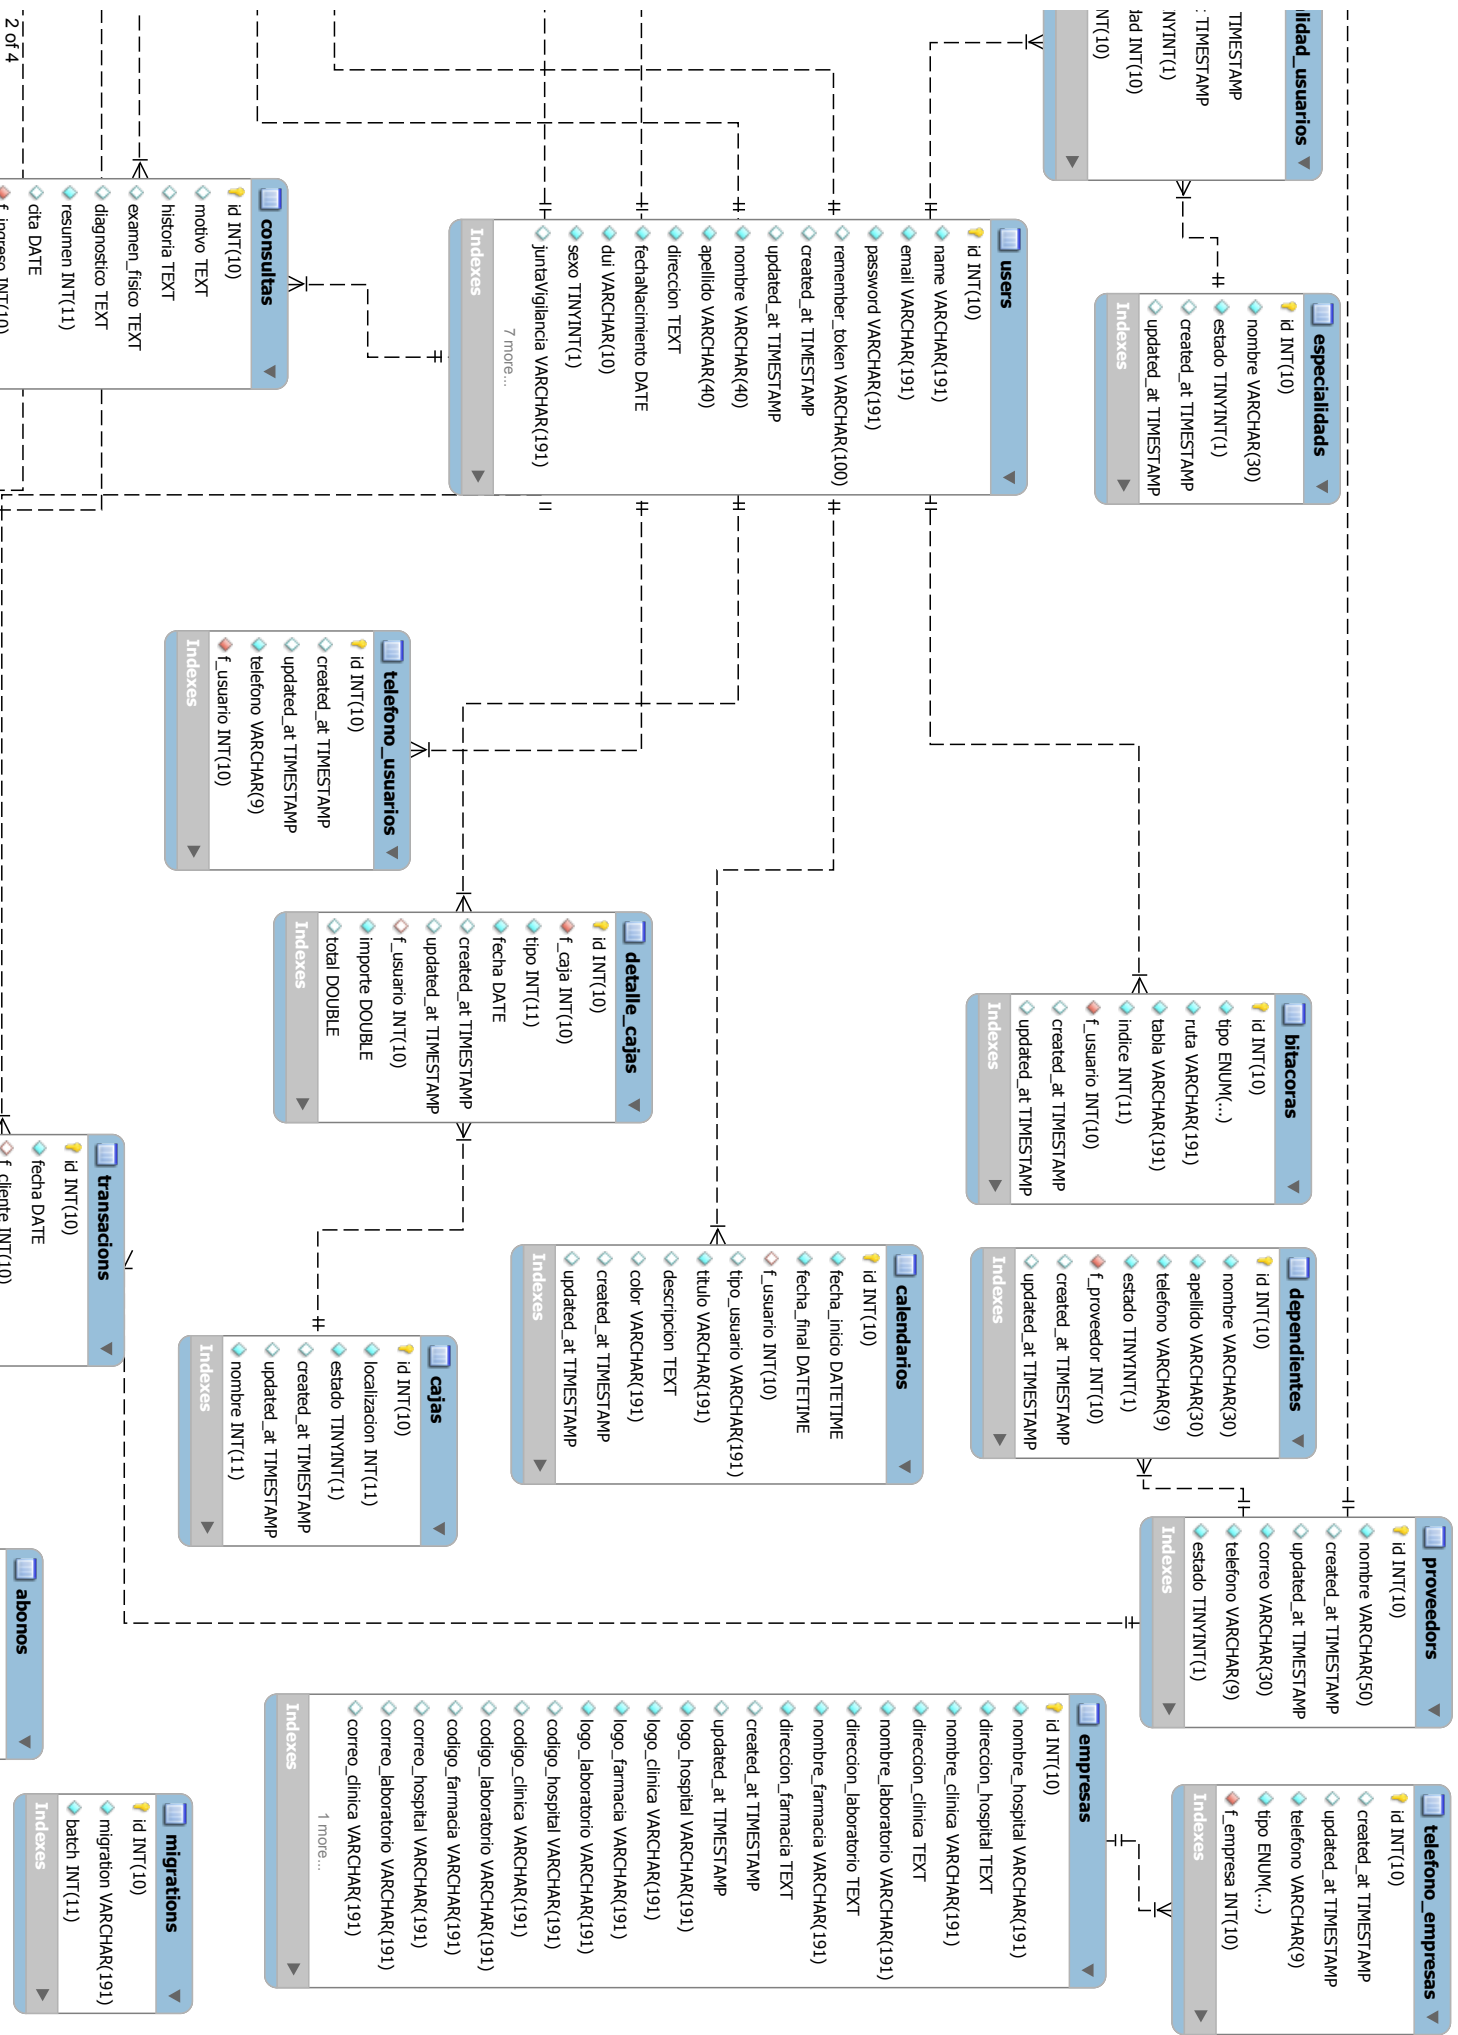 2 of 4
lidad_usuarios
TIMESTAMP
TIMESTAMP
NYINT(1)
dad INT(10)
NT(10)
especialidads
id INT(10)
nombre VARCHAR(30)
estado TINYINT(1)
created_at TIMESTAMP
updated_at TIMESTAMP
Indexes
users
id INT(10)
name VARCHAR(191)
email VARCHAR(191)
password VARCHAR(191)
remember_token VARCHAR(100)
created_at TIMESTAMP
updated_at TIMESTAMP
nombre VARCHAR(40)
apellido VARCHAR(40)
direccion TEXT
fechaNacimiento DATE
dui VARCHAR(10)
sexo TINYINT(1)
juntaVigilancia VARCHAR(191)
7 more...
Indexes
consultas
id INT(10)
motivo TEXT
historia TEXT
examen_fisico TEXT
diagnostico TEXT
resumen INT(11)
cita DATE
f_ingreso INT(10)
telefono_usuarios
id INT(10)
created_at TIMESTAMP
updated_at TIMESTAMP
telefono VARCHAR(9)
f_usuario INT(10)
Indexes
detalle_cajas
id INT(10)
f_caja INT(10)
tipo INT(11)
fecha DATE
created_at TIMESTAMP
updated_at TIMESTAMP
f_usuario INT(10)
importe DOUBLE
total DOUBLE
Indexes
bitacoras
id INT(10)
tipo ENUM(...)
ruta VARCHAR(191)
tabla VARCHAR(191)
indice INT(11)
f_usuario INT(10)
created_at TIMESTAMP
updated_at TIMESTAMP
Indexes
transacions
id INT(10)
fecha DATE
f_cliente INT(10)
calendarios
id INT(10)
fecha_inicio DATETIME
fecha_final DATETIME
f_usuario INT(10)
tipo_usuario VARCHAR(191)
titulo VARCHAR(191)
descripcion TEXT
color VARCHAR(191)
created_at TIMESTAMP
updated_at TIMESTAMP
Indexes
dependientes
id INT(10)
nombre VARCHAR(30)
apellido VARCHAR(30)
telefono VARCHAR(9)
estado TINYINT(1)
f_proveedor INT(10)
created_at TIMESTAMP
updated_at TIMESTAMP
Indexes
cajas
id INT(10)
localizacion INT(11)
estado TINYINT(1)
created_at TIMESTAMP
updated_at TIMESTAMP
nombre INT(11)
Indexes
proveedors
id INT(10)
nombre VARCHAR(50)
created_at TIMESTAMP
updated_at TIMESTAMP
correo VARCHAR(30)
telefono VARCHAR(9)
estado TINYINT(1)
Indexes
abonos
empresas
id INT(10)
nombre_hospital VARCHAR(191)
direccion_hospital TEXT
nombre_clinica VARCHAR(191)
direccion_clinica TEXT
nombre_laboratorio VARCHAR(191)
direccion_laboratorio TEXT
nombre_farmacia VARCHAR(191)
direccion_farmacia TEXT
created_at TIMESTAMP
updated_at TIMESTAMP
logo_hospital VARCHAR(191)
logo_clinica VARCHAR(191)
logo_farmacia VARCHAR(191)
logo_laboratorio VARCHAR(191)
codigo_hospital VARCHAR(191)
codigo_clinica VARCHAR(191)
codigo_laboratorio VARCHAR(191)
codigo_farmacia VARCHAR(191)
correo_hospital VARCHAR(191)
correo_laboratorio VARCHAR(191)
correo_clinica VARCHAR(191)
1 more...
Indexes
telefono_empresas
id INT(10)
created_at TIMESTAMP
updated_at TIMESTAMP
telefono VARCHAR(9)
tipo ENUM(...)
f_empresa INT(10)
Indexes
migrations
id INT(10)
migration VARCHAR(191)
batch INT(11)
Indexes